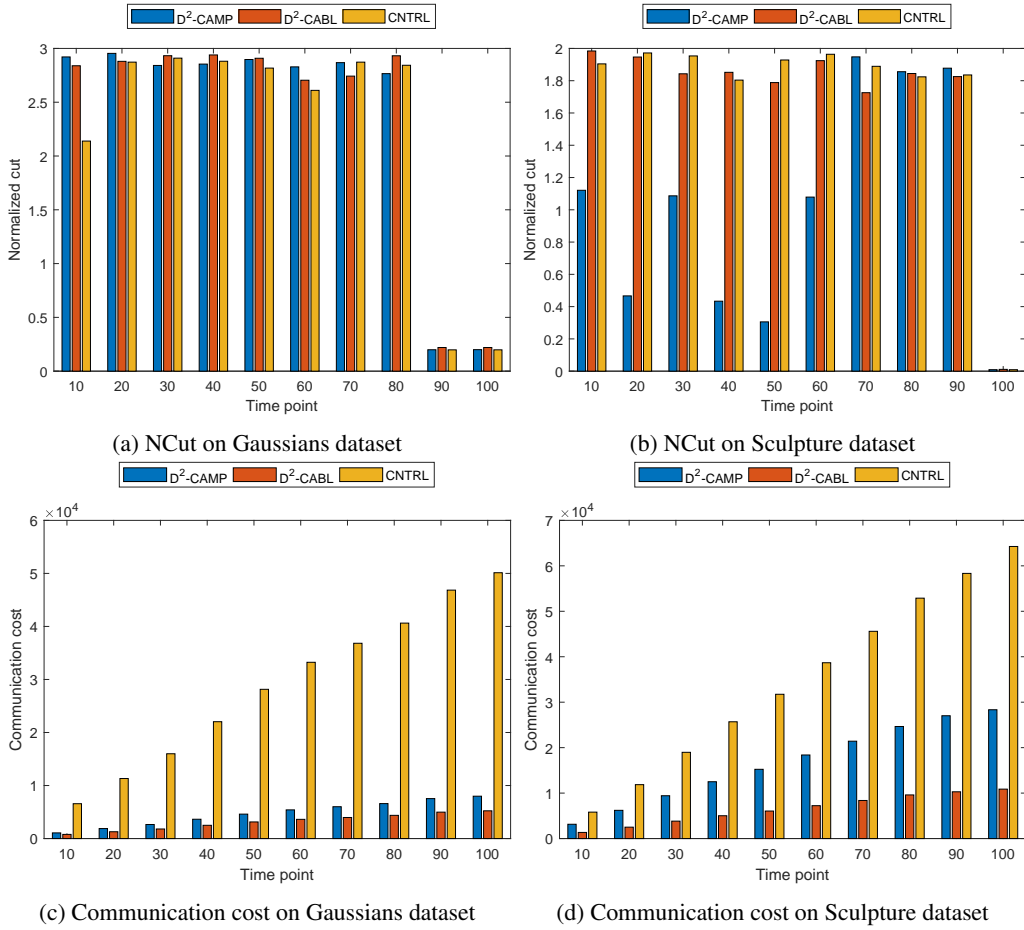 D²-CAMP D²-CABL CNTRL
3
2.5
2
1.5
1
0.5
0
Normalized cut
10 20 30 40 50 60 70 80 90 100
Time point
(a) NCut on Gaussians dataset
D²-CAMP D²-CABL CNTRL
2
1.8
1.6
1.4
1.2
1
0.8
0.6
0.4
0.2
0
Normalized cut
10 20 30 40 50 60 70 80 90 100
Time point
(b) NCut on Sculpture dataset
D²-CAMP D²-CABL CNTRL
×10⁴
6
5
4
3
2
1
0
Communication cost
10 20 30 40 50 60 70 80 90 100
Time point
(c) Communication cost on Gaussians dataset
D²-CAMP D²-CABL CNTRL
×10⁴
7
6
5
4
3
2
1
0
Communication cost
10 20 30 40 50 60 70 80 90 100
Time point
(d) Communication cost on Sculpture dataset